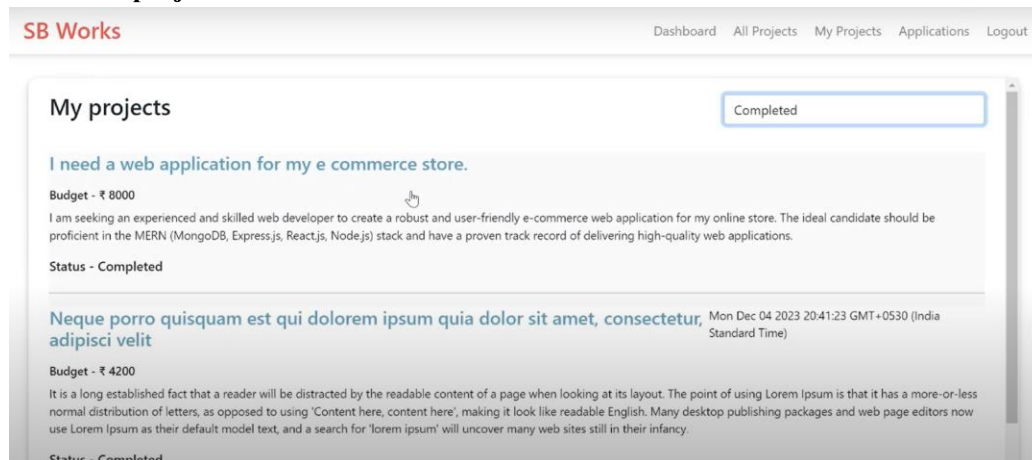 SB Works
Dashboard All Projects My Projects Applications Logout
My projects
Completed
I need a web application for my e commerce store.
Budget - ₹ 8000
I am seeking an experienced and skilled web developer to create a robust and user-friendly e-commerce web application for my online store. The ideal candidate should be
proficient in the MERN (MongoDB, Express.js, React.js, Node.js) stack and have a proven track record of delivering high-quality web applications.
Status - Completed
Neque porro quisquam est qui dolorem ipsum quia dolor sit amet, consectetur,
adipisci velit
Mon Dec 04 2023 20:41:23 GMT+0530 (India
Standard Time)
Budget - ₹ 4200
It is a long established fact that a reader will be distracted by the readable content of a page when looking at its layout. The point of using Lorem Ipsum is that it has a more-or-less
normal distribution of letters, as opposed to using 'Content here, content here', making it look like readable English. Many desktop publishing packages and web page editors now
use Lorem Ipsum as their default model text, and a search for 'lorem ipsum' will uncover many web sites still in their infancy.
Status - Completed